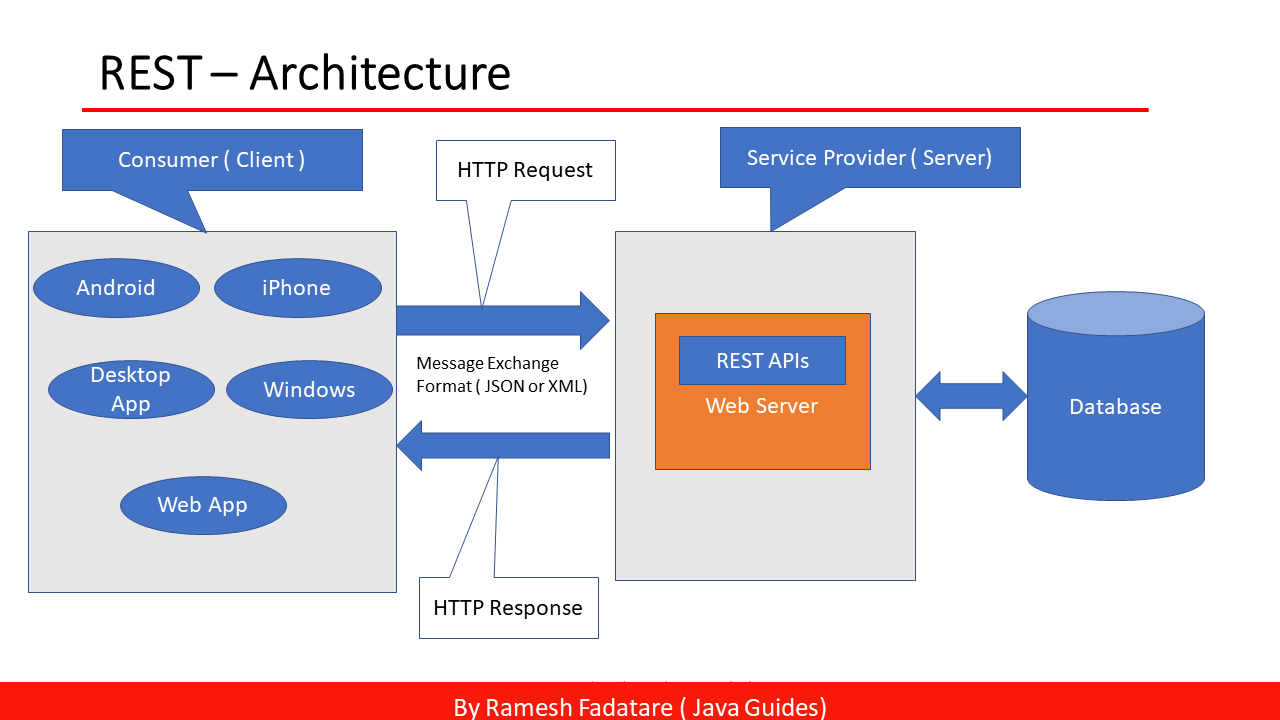 REST – Architecture
Consumer ( Client )
HTTP Request
Service Provider ( Server)
Android
iPhone
Desktop
App
Windows
Web App
Message Exchange
Format ( JSON or XML)
HTTP Response
REST APIs
Web Server
Database
By Ramesh Fadatare ( Java Guides)